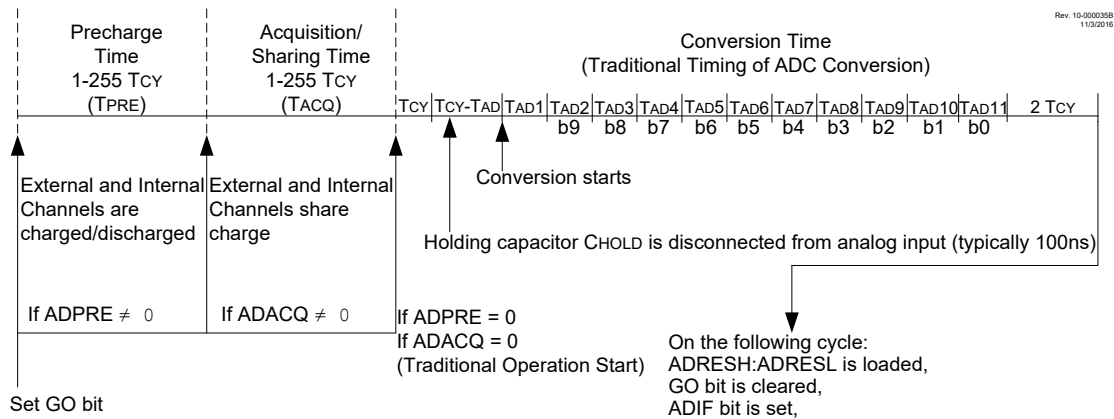 Rev. 10-000035B
11/3/2016
Precharge
Time
1-255 TCY
(TPRE)
Acquisition/
Sharing Time
1-255 TCY
(TACQ)
Conversion Time
(Traditional Timing of ADC Conversion)
TCY TCY-TAD TAD1 TAD2 TAD3 TAD4 TAD5 TAD6 TAD7 TAD8 TAD9 TAD10 TAD11 2 TCY
b9 b8 b7 b6 b5 b4 b3 b2 b1 b0
External and Internal
Channels are
charged/discharged
External and Internal
Channels share
charge
Conversion starts
Holding capacitor CHOLD is disconnected from analog input (typically 100ns)
If ADPRE ≠ 0
If ADACQ ≠ 0
If ADPRE = 0
If ADACQ = 0
(Traditional Operation Start)
On the following cycle:
ADRESH:ADRESL is loaded,
GO bit is cleared,
ADIF bit is set,
Set GO bit